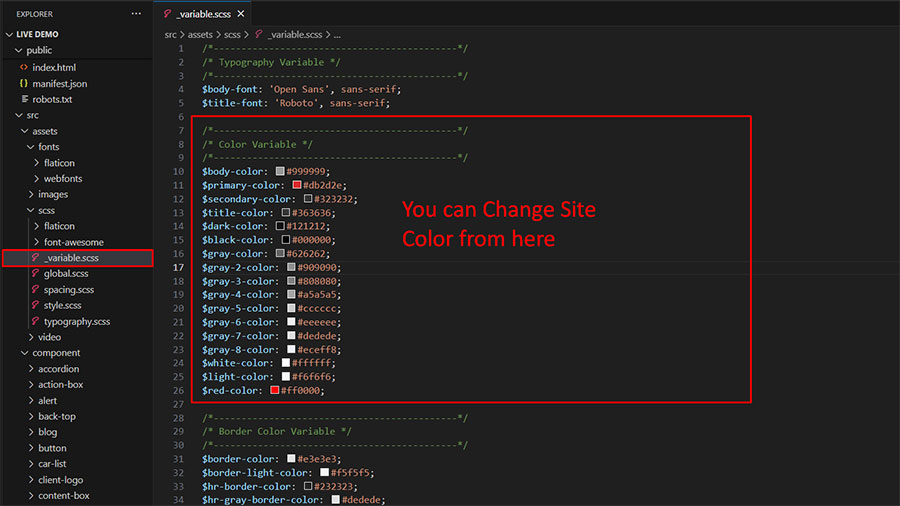 EXPLORER
LIVE DEMO
public
index.html
manifest.json
robots.txt
src
assets
fonts
flaticon
webfonts
images
scss
flaticon
font-awesome
_variable.scss
global.scss
spacing.scss
style.scss
typography.scss
video
component
accordion
action-box
alert
back-top
blog
button
car-list
client-logo
content-box
_variable.scss
src > assets > scss > _variable.scss > ...
1 /*---------------------------------------------*/
2 /* Typography Variable */
3 /*---------------------------------------------*/
4 $body-font: 'Open Sans', sans-serif;
5 $title-font: 'Roboto', sans-serif;
6
7 /*---------------------------------------------*/
8 /* Color Variable */
9 /*---------------------------------------------*/
10 $body-color: #999999;
11 $primary-color: #db2d2e;
12 $secondary-color: #323232;
13 $title-color: #363636;
14 $dark-color: #121212;
15 $black-color: #000000;
16 $gray-color: #626262;
17 $gray-2-color: #909090;
18 $gray-3-color: #808080;
19 $gray-4-color: #a5a5a5;
20 $gray-5-color: #cccccc;
21 $gray-6-color: #eeeeee;
22 $gray-7-color: #dedede;
23 $gray-8-color: #eceff8;
24 $white-color: #ffffff;
25 $light-color: #f6f6f6;
26 $red-color: #ff0000;
27
You can Change Site
Color from here
28 /*---------------------------------------------*/
29 /* Border Color Variable */
30 /*---------------------------------------------*/
31 $border-color: #e3e3e3;
32 $border-light-color: #f5f5f5;
33 $hr-border-color: #232323;
34 $hr-gray-border-color: #dedede;